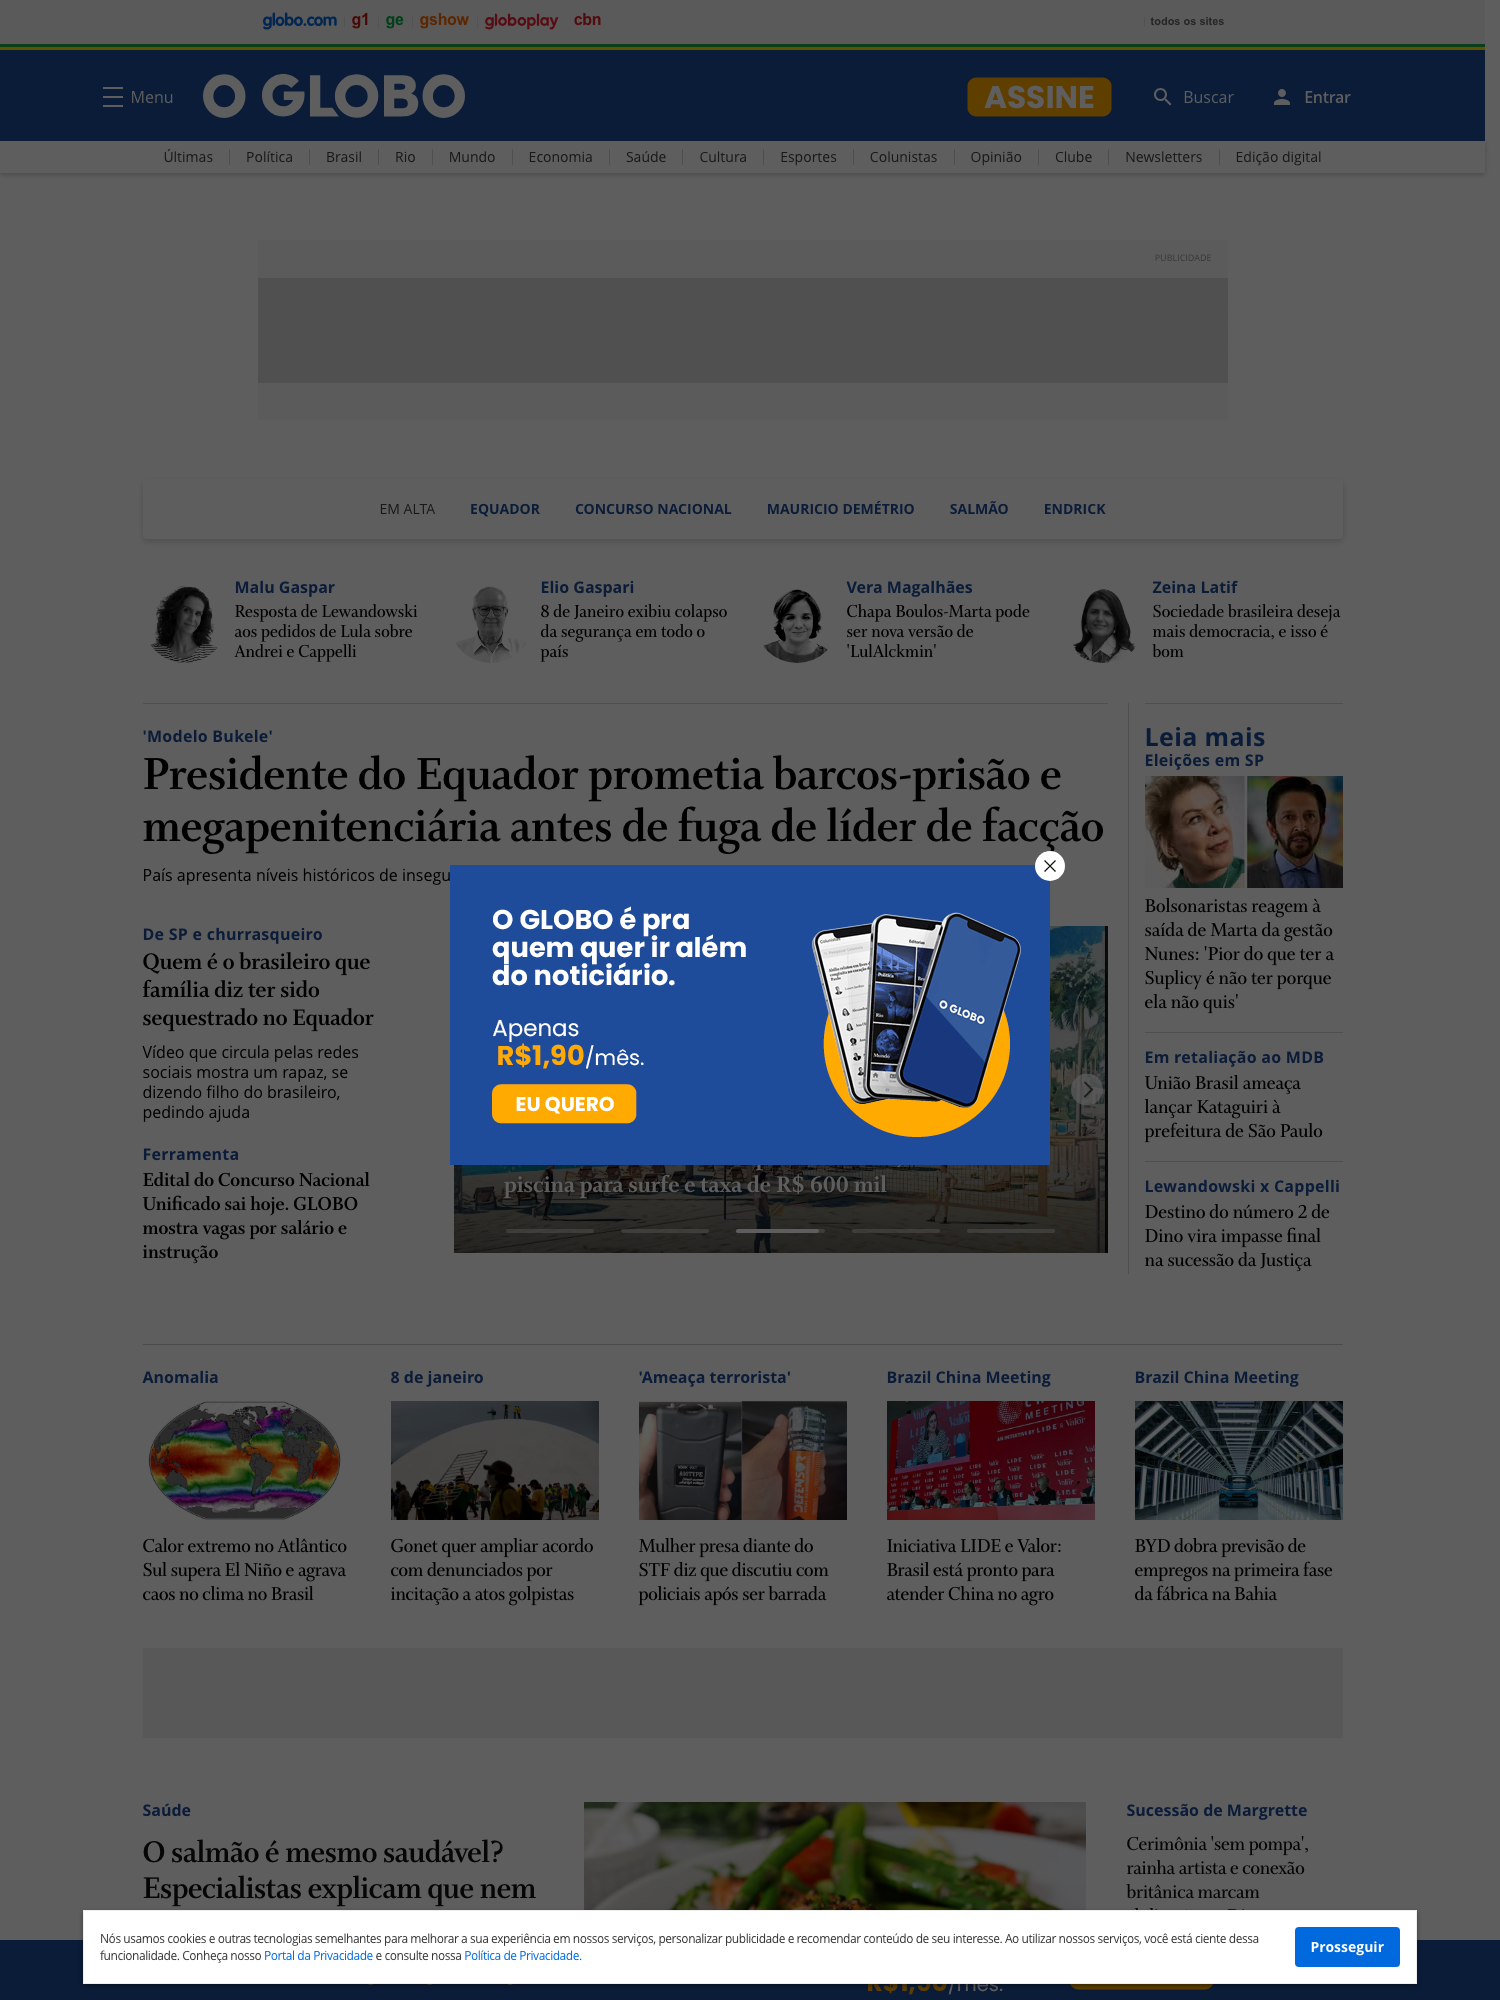 globo.com g1 ge gshow globoplay cbn todos os sites
Menu O GLOBO ASSINE Buscar Entrar
Últimas Política Brasil Rio Mundo Economia Saúde Cultura Esportes Colunistas Opinião Clube Newsletters Edição digital
PUBLICIDADE
EM ALTA EQUADOR CONCURSO NACIONAL MAURICIO DEMÉTRIO SALMÃO ENDRICK
Malu Gaspar
Resposta de Lewandowski
aos pedidos de Lula sobre
Andrei e Cappelli
Elio Gaspari
8 de Janeiro exibiu colapso
da segurança em todo o
país
Vera Magalhães
Chapa Boulos-Marta pode
ser nova versão de
'LulAlckmin'
Zeina Latif
Sociedade brasileira deseja
mais democracia, e isso é
bom
'Modelo Bukele'
Presidente do Equador prometia barcos-prisão e
megapenitenciária antes de fuga de líder de facção
País apresenta níveis históricos de insegu
De SP e churrasqueiro
Quem é o brasileiro que
família diz ter sido
sequestrado no Equador
Vídeo que circula pelas redes
sociais mostra um rapaz, se
dizendo filho do brasileiro,
pedindo ajuda
Ferramenta
Edital do Concurso Nacional
Unificado sai hoje. GLOBO
mostra vagas por salário e
instrução
O GLOBO é pra
quem quer ir além
do noticiário.
Apenas
R$1,90/mês.
EU QUERO
Colunistas
Editorias
Política
Rio
Mundo
O GLOBO
piscina para surfe e taxa de R$ 600 mil
Leia mais
Eleições em SP
Bolsonaristas reagem à
saída de Marta da gestão
Nunes: 'Pior do que ter a
Suplicy é não ter porque
ela não quis'
Em retaliação ao MDB
União Brasil ameaça
lançar Kataguiri à
prefeitura de São Paulo
Lewandowski x Cappelli
Destino do número 2 de
Dino vira impasse final
na sucessão da Justiça
Anomalia
Calor extremo no Atlântico
Sul supera El Niño e agrava
caos no clima no Brasil
8 de janeiro
Gonet quer ampliar acordo
com denunciados por
incitação a atos golpistas
'Ameaça terrorista'
Mulher presa diante do
STF diz que discutiu com
policiais após ser barrada
Brazil China Meeting
MEETING
LIDE
Valor
Iniciativa LIDE e Valor:
Brasil está pronto para
atender China no agro
Brazil China Meeting
BYD dobra previsão de
empregos na primeira fase
da fábrica na Bahia
Saúde
O salmão é mesmo saudável?
Especialistas explicam que nem
Sucessão de Margrette
Cerimônia 'sem pompa',
rainha artista e conexão
britânica marcam
Nós usamos cookies e outras tecnologias semelhantes para melhorar a sua experiência em nossos serviços, personalizar publicidade e recomendar conteúdo de seu interesse. Ao utilizar nossos serviços, você está ciente dessa
funcionalidade. Conheça nosso Portal da Privacidade e consulte nossa Política de Privacidade.
Prosseguir
R$1,90/mês.